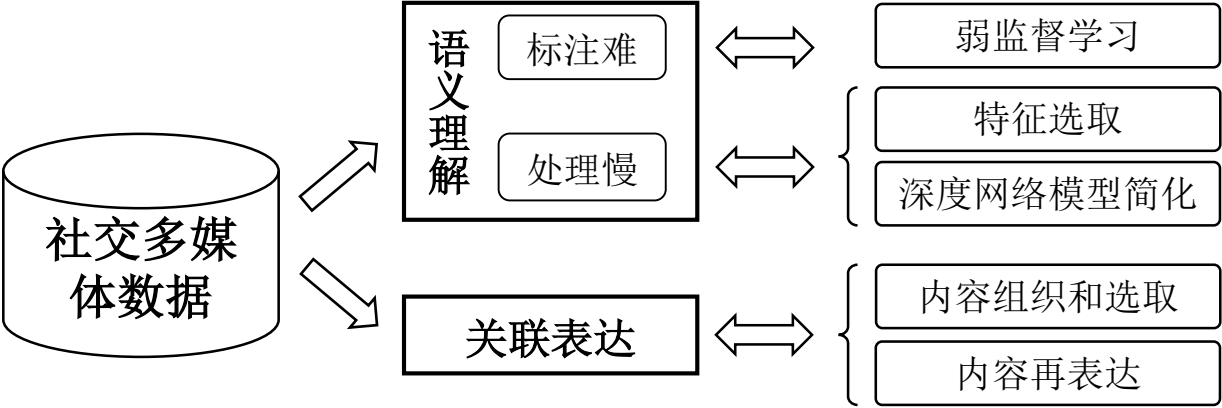 社交多媒
体数据
语义理解
标注难
处理慢
关联表达
弱监督学习
特征选取
深度网络模型简化
内容组织和选取
内容再表达